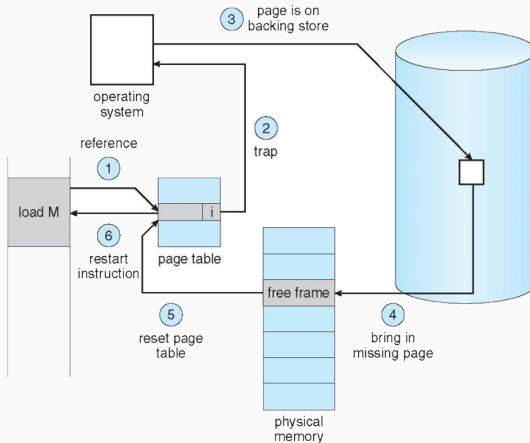 3
page is on
backing store
operating
system
2
trap
reference
1
load M
i
6
restart
instruction
page table
free frame
5
reset page
table
4
bring in
missing page
physical
memory